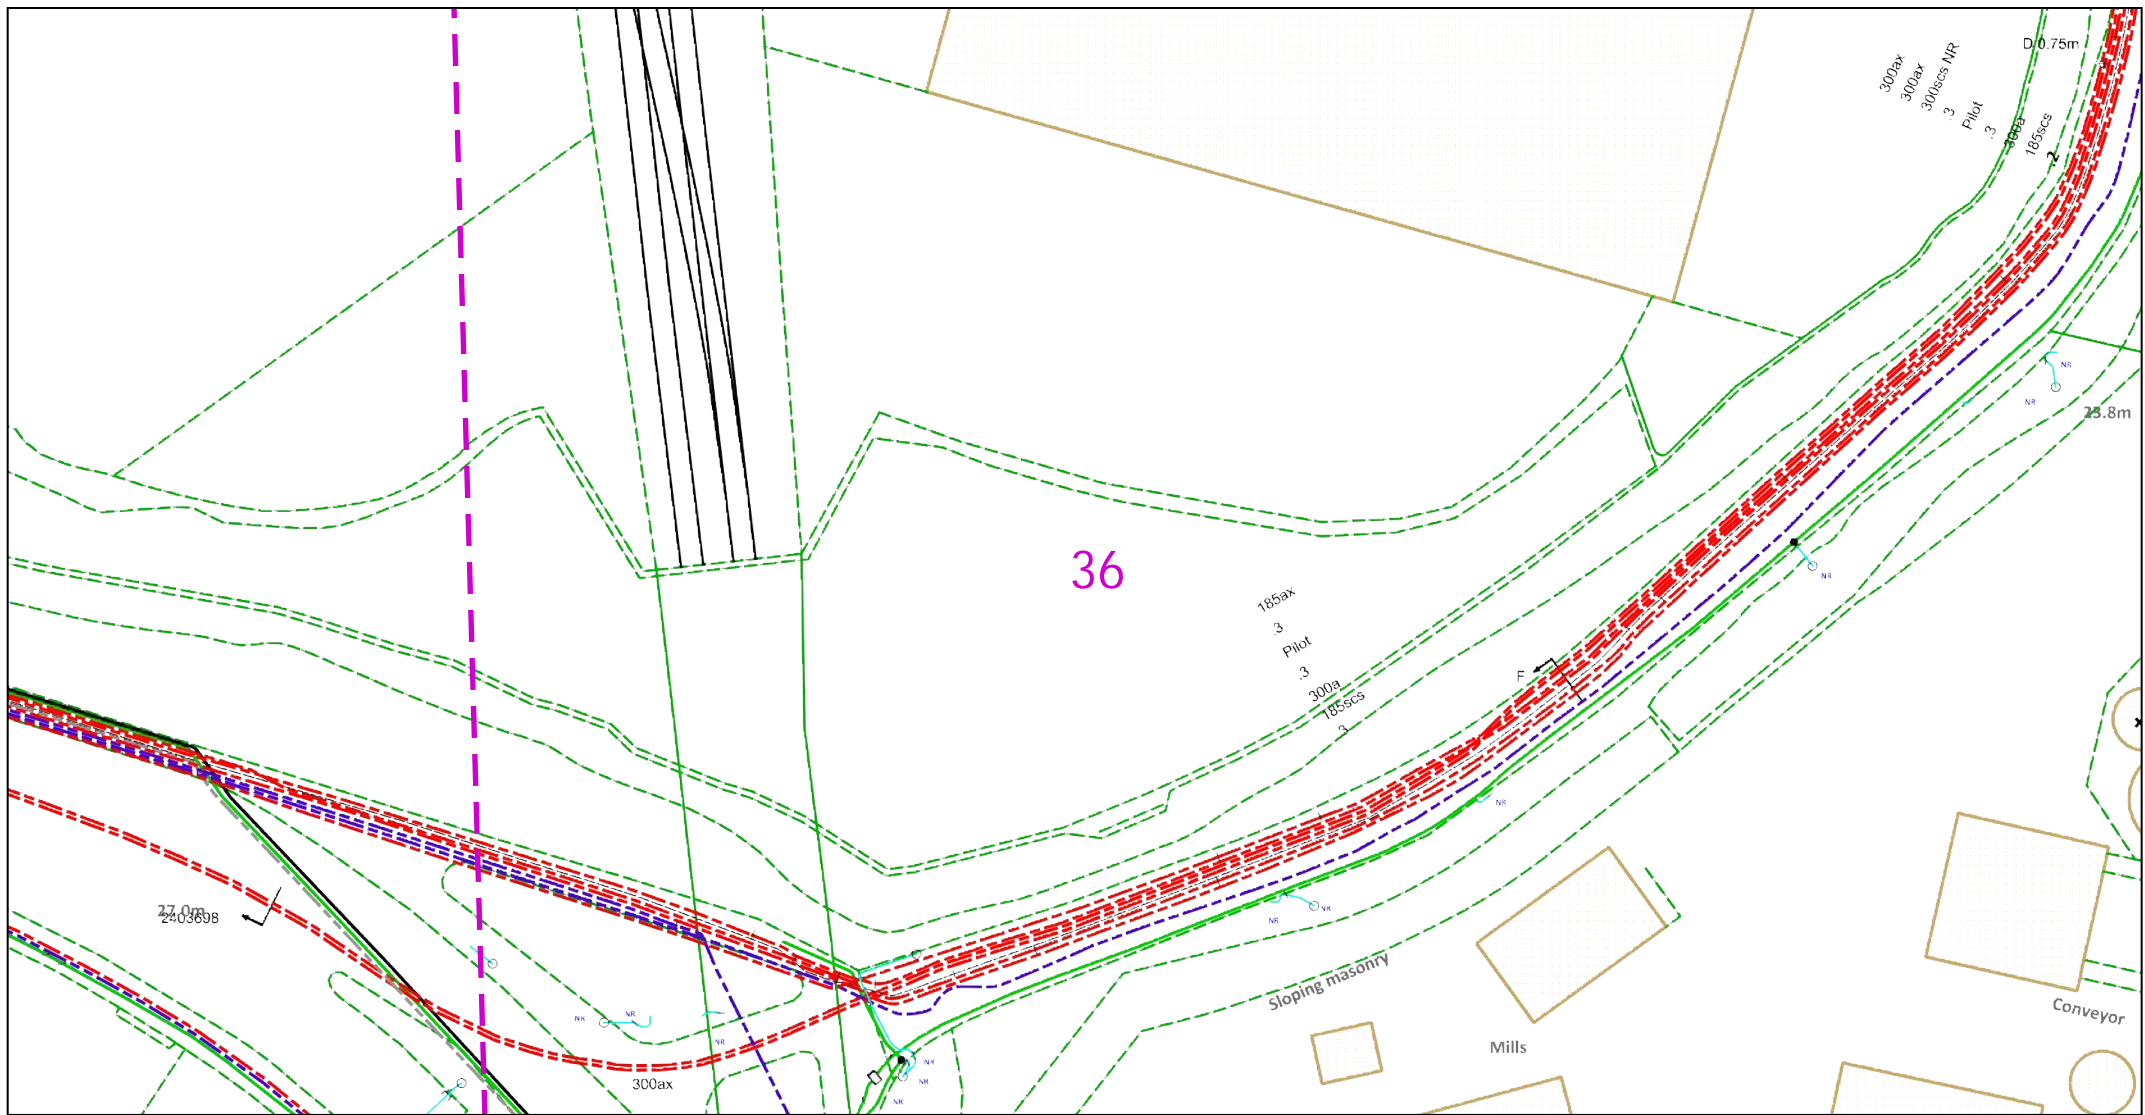 D 0.75m
300ax
300ax
300scs NR
.3
Pilot
.3
300a
185scs
.2
NR
NR
23.8m
36
NR
185ax
.3
Pilot
.3
300a
185scs
.3
F
NR
27.0m
2403698
NR
NR
Sloping masonry
Conveyor
NR
NR
NR
Mills
NR
NR
300ax
NR